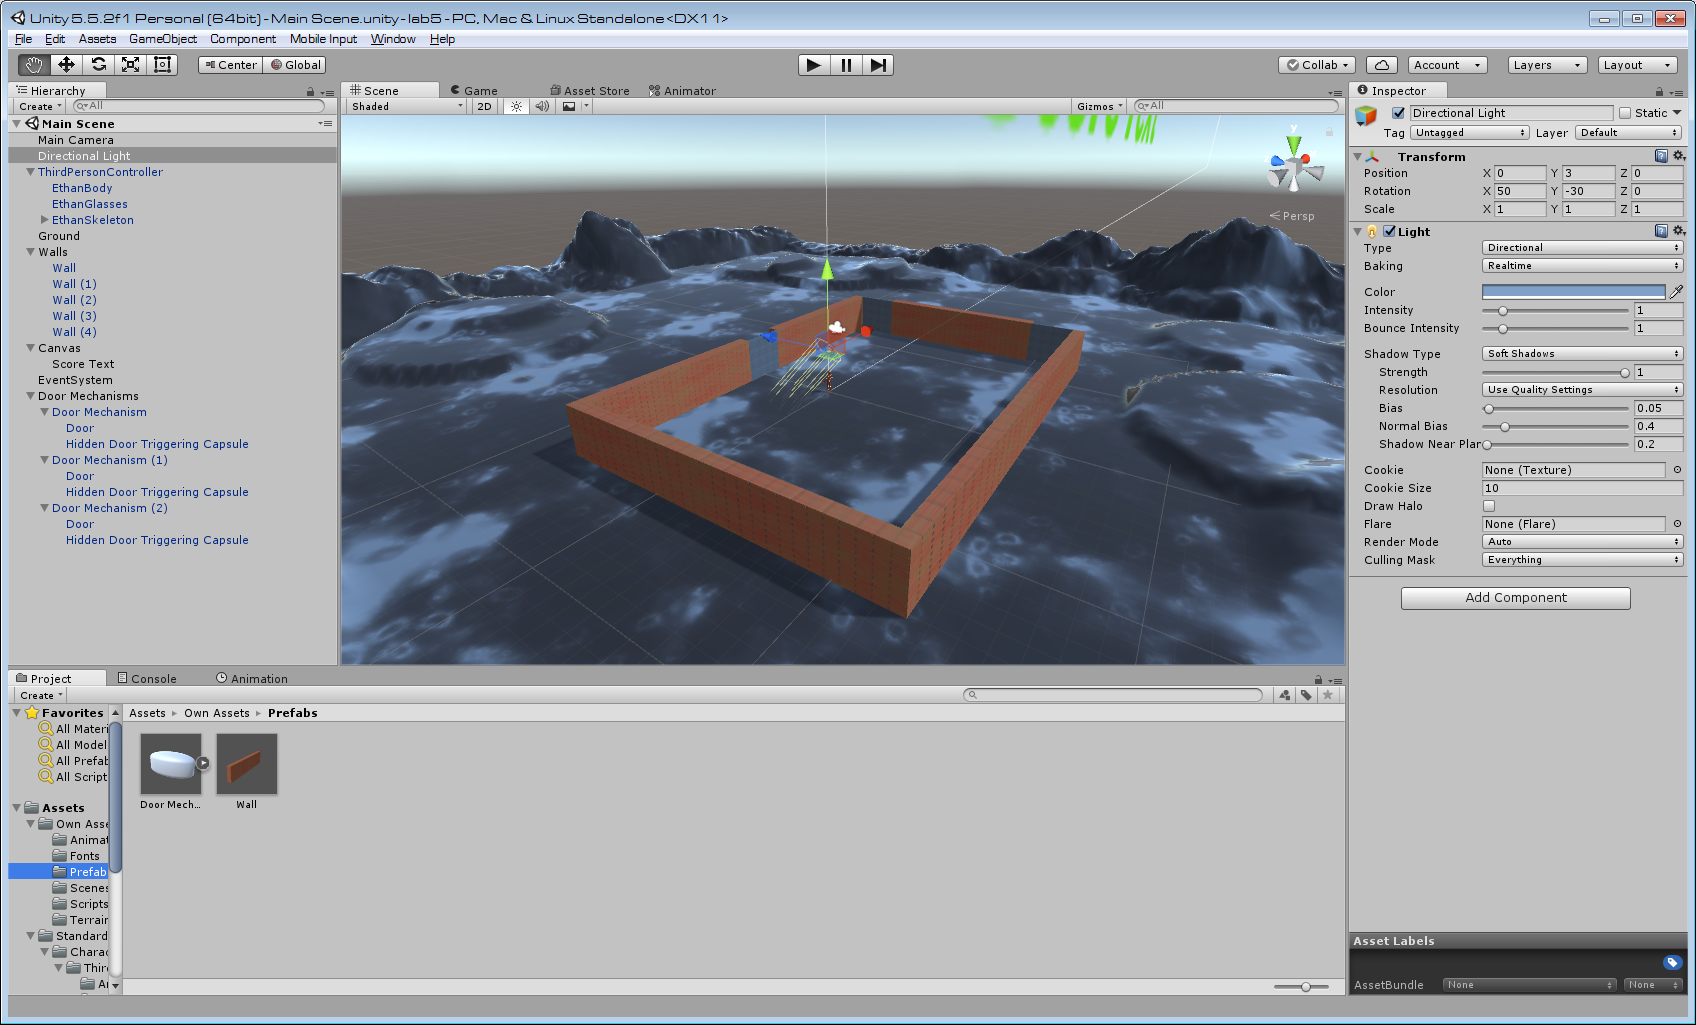 Unity 5.5.2f1 Personal (64bit) - Main Scene.unity - lab5 - PC, Mac & Linux Standalone <DX11>
File Edit Assets GameObject Component Mobile Input Window Help
Center Global Collab Account Layers Layout
Hierarchy
Create All
Main Scene
Main Camera
Directional Light
ThirdPersonController
EthanBody
EthanGlasses
EthanSkeleton
Ground
Walls
Wall
Wall (1)
Wall (2)
Wall (3)
Wall (4)
Canvas
Score Text
EventSystem
Door Mechanisms
Door Mechanism
Door
Hidden Door Triggering Capsule
Door Mechanism (1)
Door
Hidden Door Triggering Capsule
Door Mechanism (2)
Door
Hidden Door Triggering Capsule
Scene Game Asset Store Animator
Shaded 2D Gizmos All
y
Persp
Inspector
Directional Light Static
Tag Untagged Layer Default
Transform
Position X 0 Y 3 Z 0
Rotation X 50 Y -30 Z 0
Scale X 1 Y 1 Z 1
Light
Type Directional
Baking Realtime
Color
Intensity 1
Bounce Intensity 1
Shadow Type Soft Shadows
Strength 1
Resolution Use Quality Settings
Bias 0.05
Normal Bias 0.4
Shadow Near Plan 0.2
Cookie None (Texture)
Cookie Size 10
Draw Halo
Flare None (Flare)
Render Mode Auto
Culling Mask Everything
Add Component
Project Console Animation
Create
Favorites
All Materi
All Model
All Prefab
All Script
Assets
Own Asse
Animat
Fonts
Prefab
Scenes
Scripts
Terrain
Standard
Charac
Thir
Assets Own Assets Prefabs
Door Mech... Wall
Asset Labels
AssetBundle None None